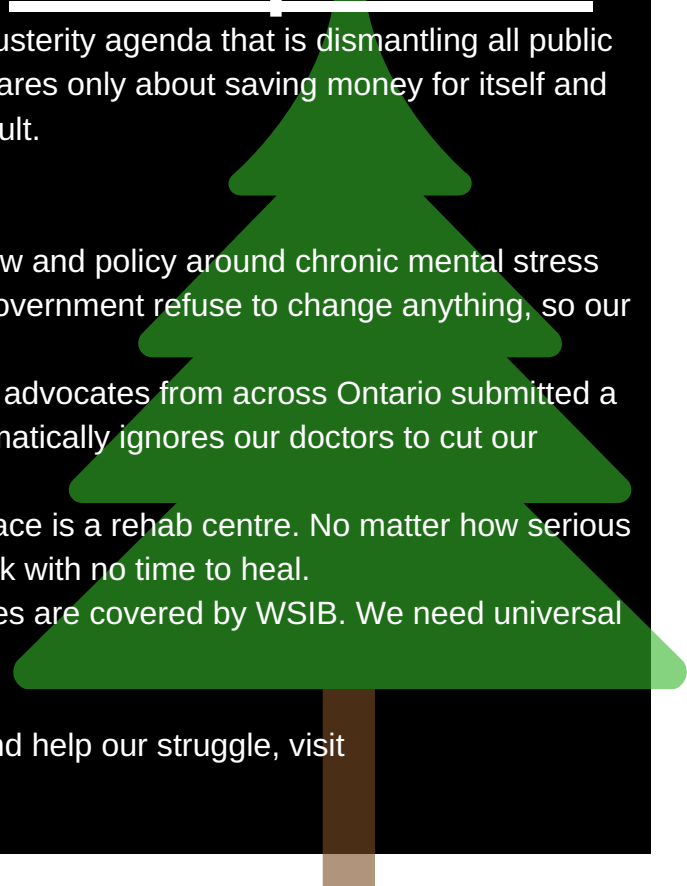 usterity agenda that is dismantling all public
ares only about saving money for itself and
ult.
w and policy around chronic mental stress
overnment refuse to change anything, so our
advocates from across Ontario submitted a
matically ignores our doctors to cut our
ace is a rehab centre. No matter how serious
k with no time to heal.
es are covered by WSIB. We need universal
nd help our struggle, visit